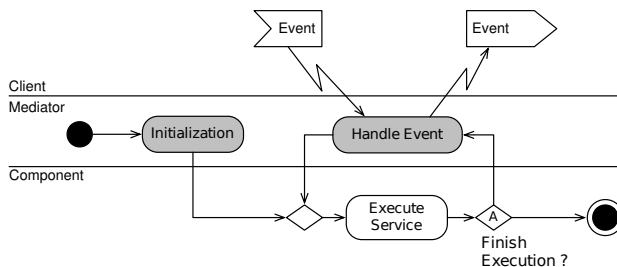 Event
Event
Client
Mediator
Initialization
Handle Event
Component
Execute
Service
A
Finish
Execution ?